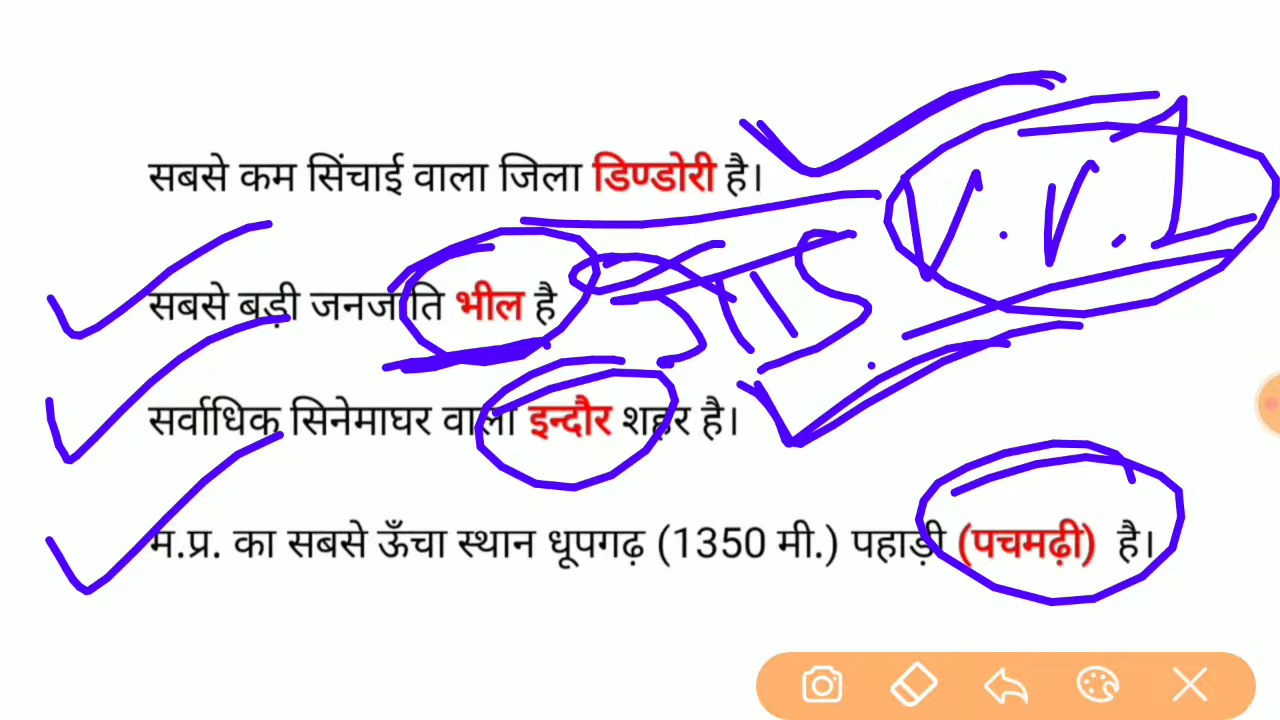 सबसे कम सिंचाई वाला जिला डिण्डोरी है।
V.V.I
सबसे बड़ी जनजाति भील है
सर्वाधिक सिनेमाघर वाला इन्दौर शहर है।
म.प्र. का सबसे ऊँचा स्थान धूपगढ़ (1350 मी.) पहाड़ी (पचमढ़ी) है।